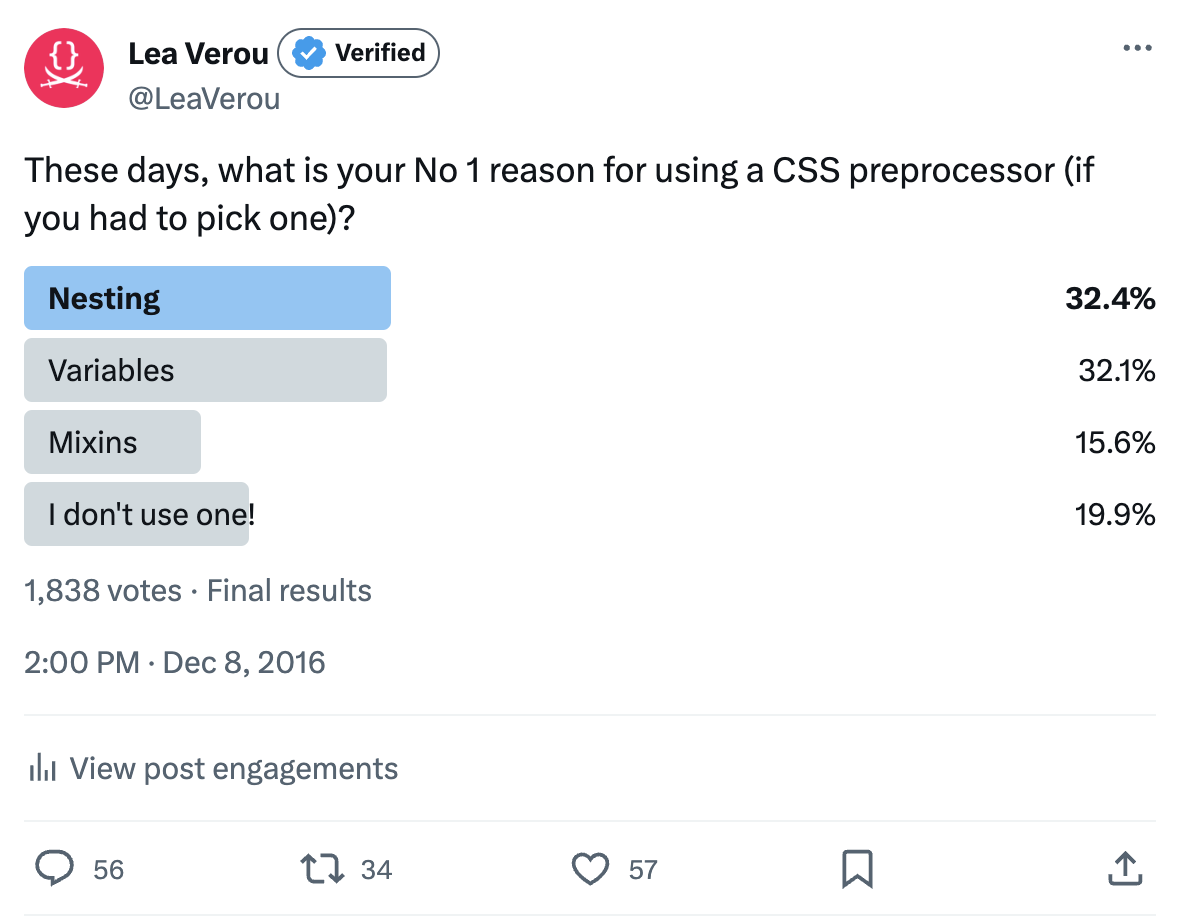 Lea Verou Verified
@LeaVerou
These days, what is your No 1 reason for using a CSS preprocessor (if
you had to pick one)?
Nesting 32.4%
Variables 32.1%
Mixins 15.6%
I don't use one! 19.9%
1,838 votes · Final results
2:00 PM · Dec 8, 2016
View post engagements
56 34 57